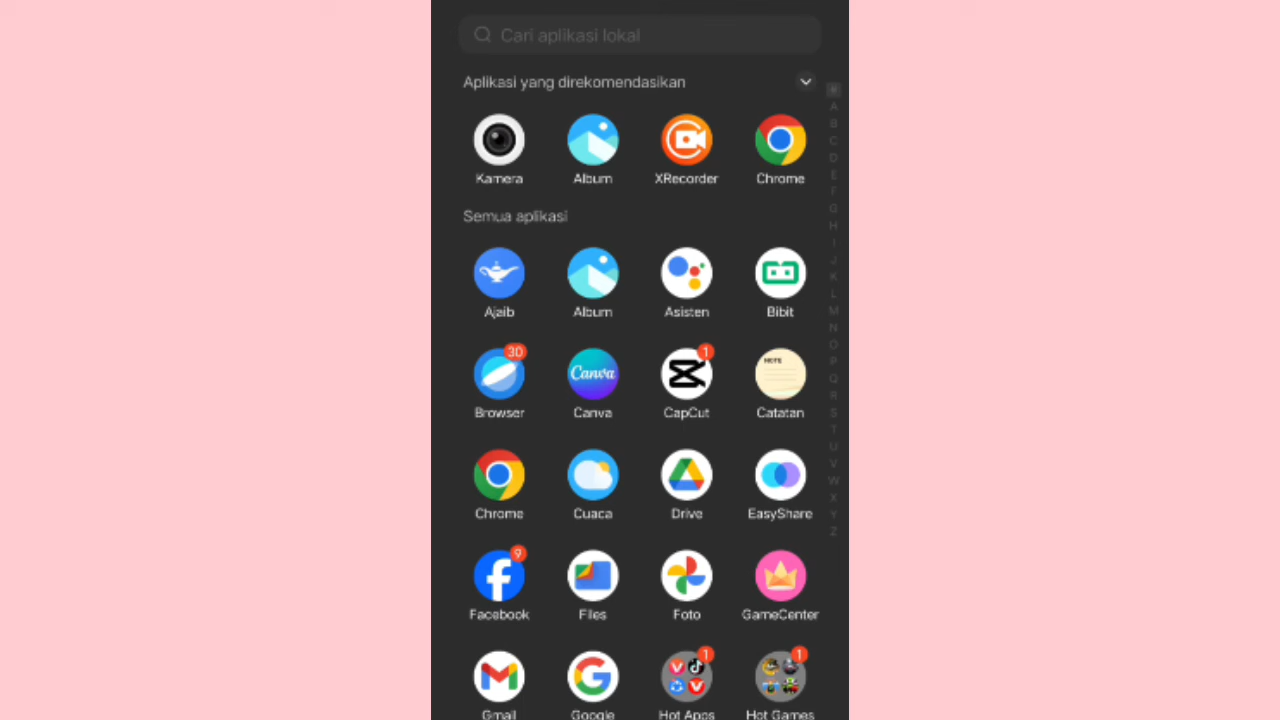 Cari aplikasi lokal
Aplikasi yang direkomendasikan
Kamera Album XRecorder Chrome
Semua aplikasi
Ajaib Album Asisten Bibit
30 Canva 1 NOTE
Browser Canva CapCut Catatan
Chrome Cuaca Drive EasyShare
9
Facebook Files Foto GameCenter
1 1
Gmail Google Hot Apps Hot Games
#
A
B
C
D
E
F
G
H
I
J
K
L
M
N
O
P
Q
R
S
T
U
V
W
X
Y
Z